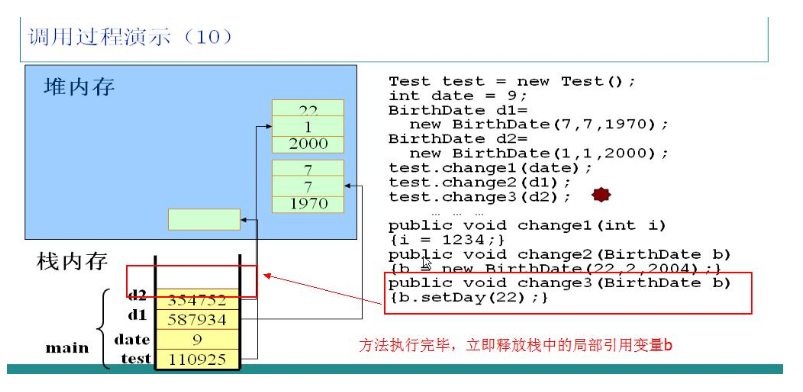 调用过程演示（10）
堆内存
22
1
2000
7
7
1970
栈内存
d2 354752
d1 587934
date 9
test 110925
main
Test test = new Test();
int date = 9;
BirthDate d1=
new BirthDate(7,7,1970);
BirthDate d2=
new BirthDate(1,1,2000);
test.change1(date);
test.change2(d1);
test.change3(d2);
… … …
public void change1(int i)
{i = 1234;}
public void change2(BirthDate b)
{b = new BirthDate(22,2,2004);}
public void change3(BirthDate b)
{b.setDay(22);}
方法执行完毕，立即释放栈中的局部引用变量b